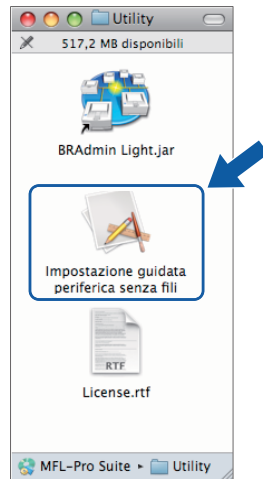 Utility
517,2 MB disponibili
BRAdmin Light.jar
Impostazione guidata
periferica senza fili
RTF
License.rtf
MFL-Pro Suite ▸ Utility